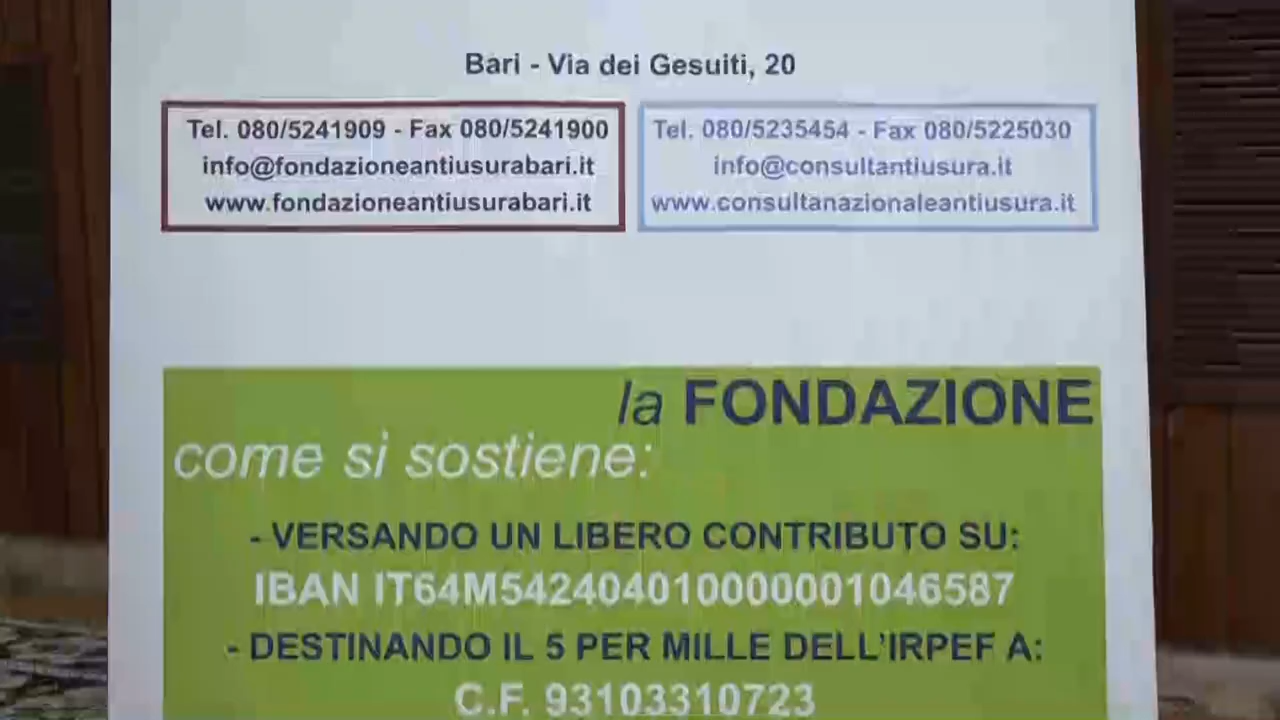 Bari - Via dei Gesuiti, 20
Tel. 080/5241909 - Fax 080/5241900
info@fondazioneantiusurabari.it
www.fondazioneantiusurabari.it
Tel. 080/5235454 - Fax 080/5225030
info@consultantiusura.it
www.consultanazionaleantiusura.it
la FONDAZIONE
come si sostiene:
- VERSANDO UN LIBERO CONTRIBUTO SU:
IBAN IT64M5424040100000001046587
- DESTINANDO IL 5 PER MILLE DELL'IRPEF A:
C.F. 93103310723